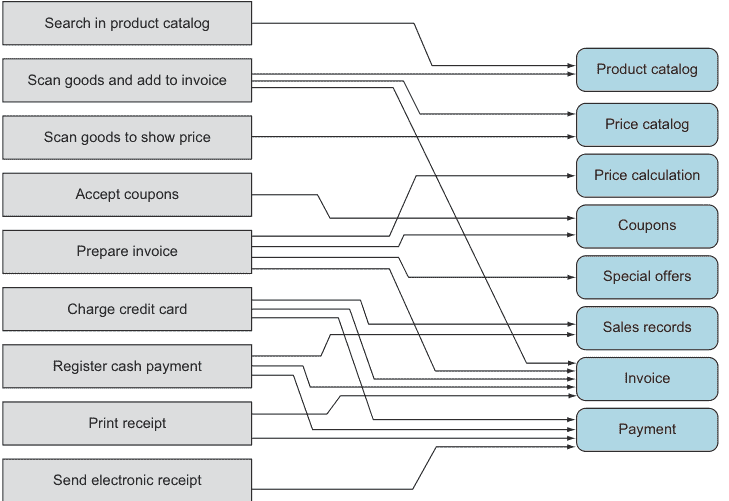 Search in product catalog
Scan goods and add to invoice
Scan goods to show price
Accept coupons
Prepare invoice
Charge credit card
Register cash payment
Print receipt
Send electronic receipt
Product catalog
Price catalog
Price calculation
Coupons
Special offers
Sales records
Invoice
Payment